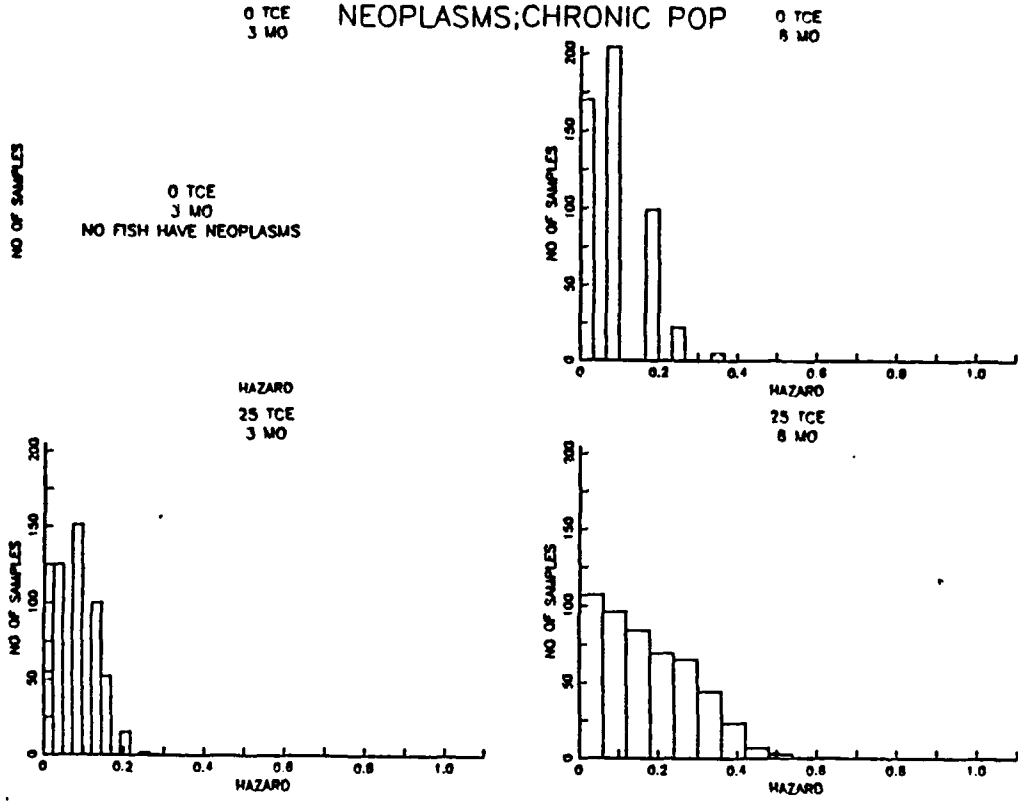 NEOPLASMS;CHRONIC POP
0 TCE
3 MO
NO OF SAMPLES
0 TCE
3 MO
NO FISH HAVE NEOPLASMS
HAZARD
0 TCE
8 MO
NO OF SAMPLES
200
150
100
50
0
0 0.2 0.4 0.6 0.8 1.0
HAZARD
25 TCE
3 MO
NO OF SAMPLES
200
150
100
50
0
0 0.2 0.4 0.6 0.8 1.0
HAZARD
25 TCE
8 MO
NO OF SAMPLES
200
150
100
50
0
0 0.2 0.4 0.6 0.8 1.0
HAZARD